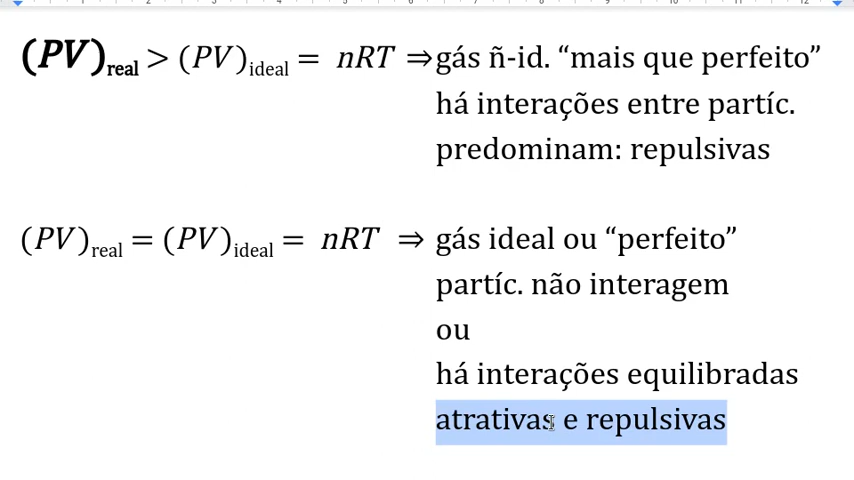 (PV)real > (PV)ideal = nRT ⇒ gás ñ-id. “mais que perfeito”
há interações entre partíc.
predominam: repulsivas
(PV)real = (PV)ideal = nRT ⇒ gás ideal ou “perfeito”
partíc. não interagem
ou
há interações equilibradas
atrativas e repulsivas